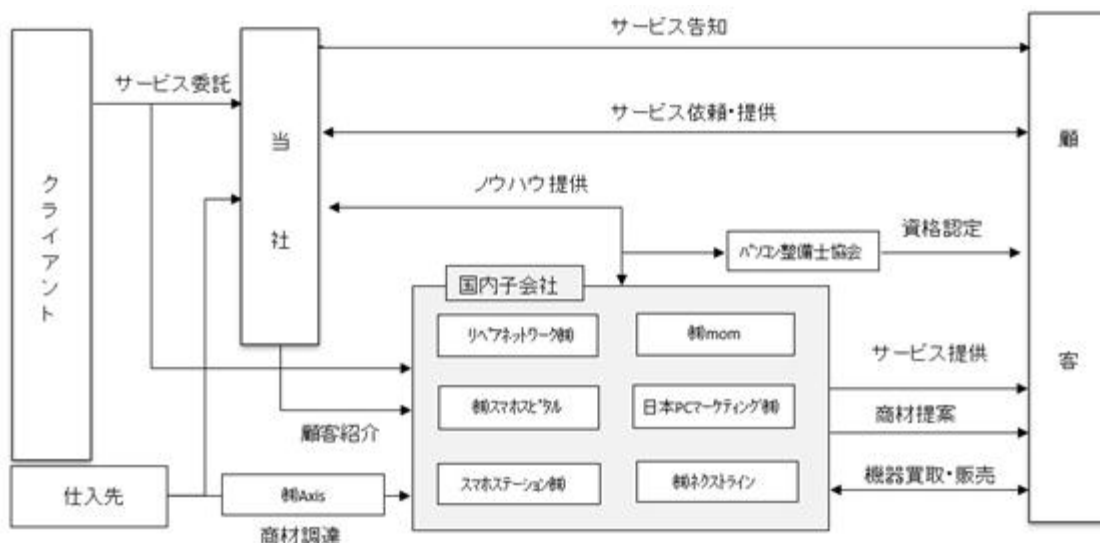 サービス告知
サービス委託
サービス依頼・提供
クライアント
当社
顧客
ノウハウ提供
パソコン整備士協会
資格認定
国内子会社
リペアネットワーク㈱
㈱mom
サービス提供
㈱スマホスピタル
日本PCマーケティング㈱
商材提案
顧客紹介
スマホステーション㈱
㈱ネクストライン
機器買取・販売
仕入先
㈱Axis
商材調達